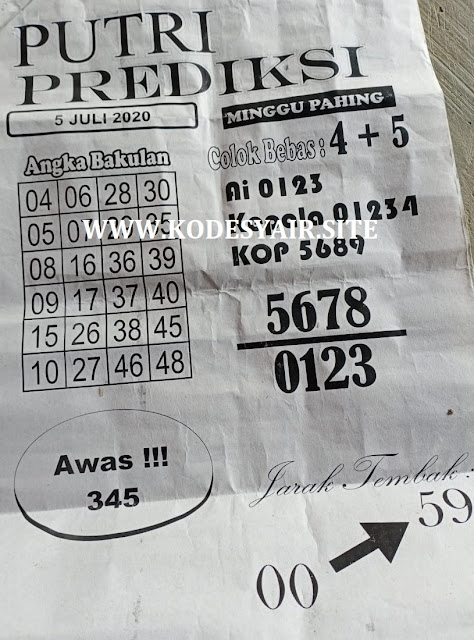 PUTRI
PREDIKSI
5 JULI 2020
MINGGU PAHING
Colok Bebas : 4 + 5
Angka Bakulan
04 06 28 30
05
08 16 36 39
09 17 37 40
15 26 38 45
10 27 46 48
Ai 0123
Kepala 01234
KOP 5689
WWW.KODESYAIR.SITE
5678
0123
Awas !!!
345
Jarak Tembak :
00
59